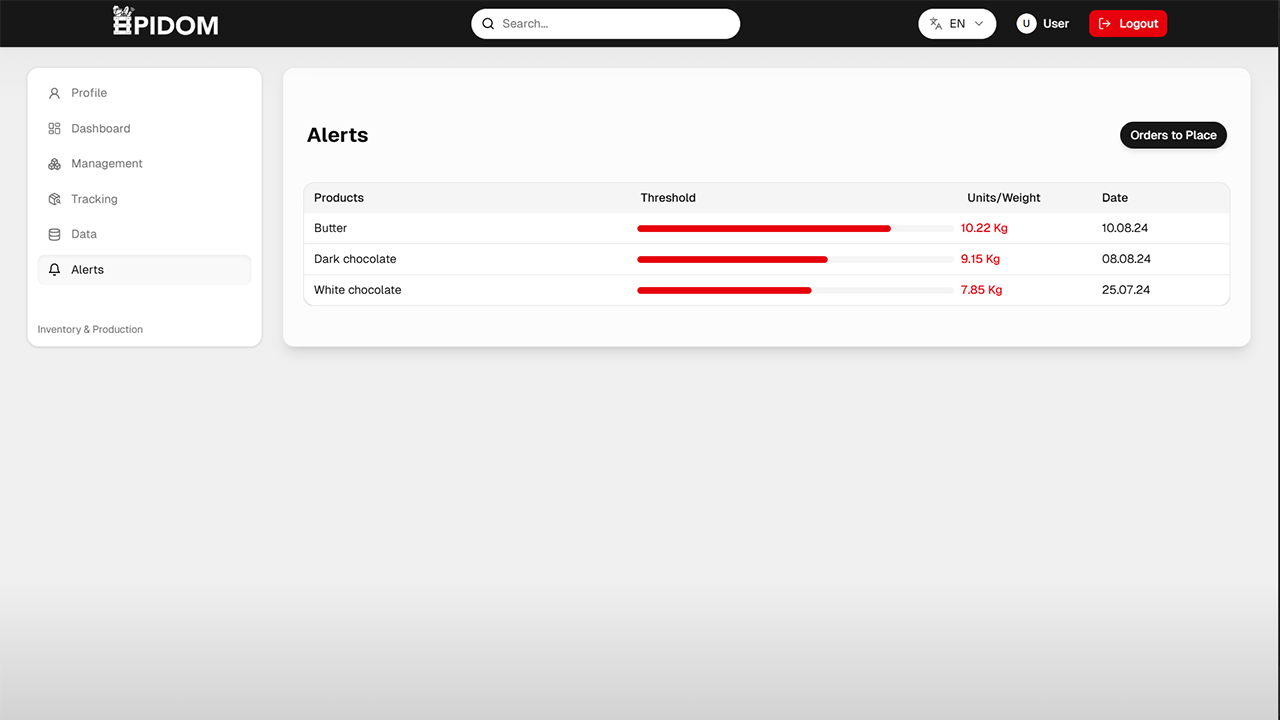 EPIDOM
Search...
EN
U
User
Logout
Profile
Dashboard
Management
Tracking
Data
Alerts
Inventory & Production
Alerts
Orders to Place
Products Threshold Units/Weight Date
Butter 10.22 Kg 10.08.24
Dark chocolate 9.15 Kg 08.08.24
White chocolate 7.85 Kg 25.07.24